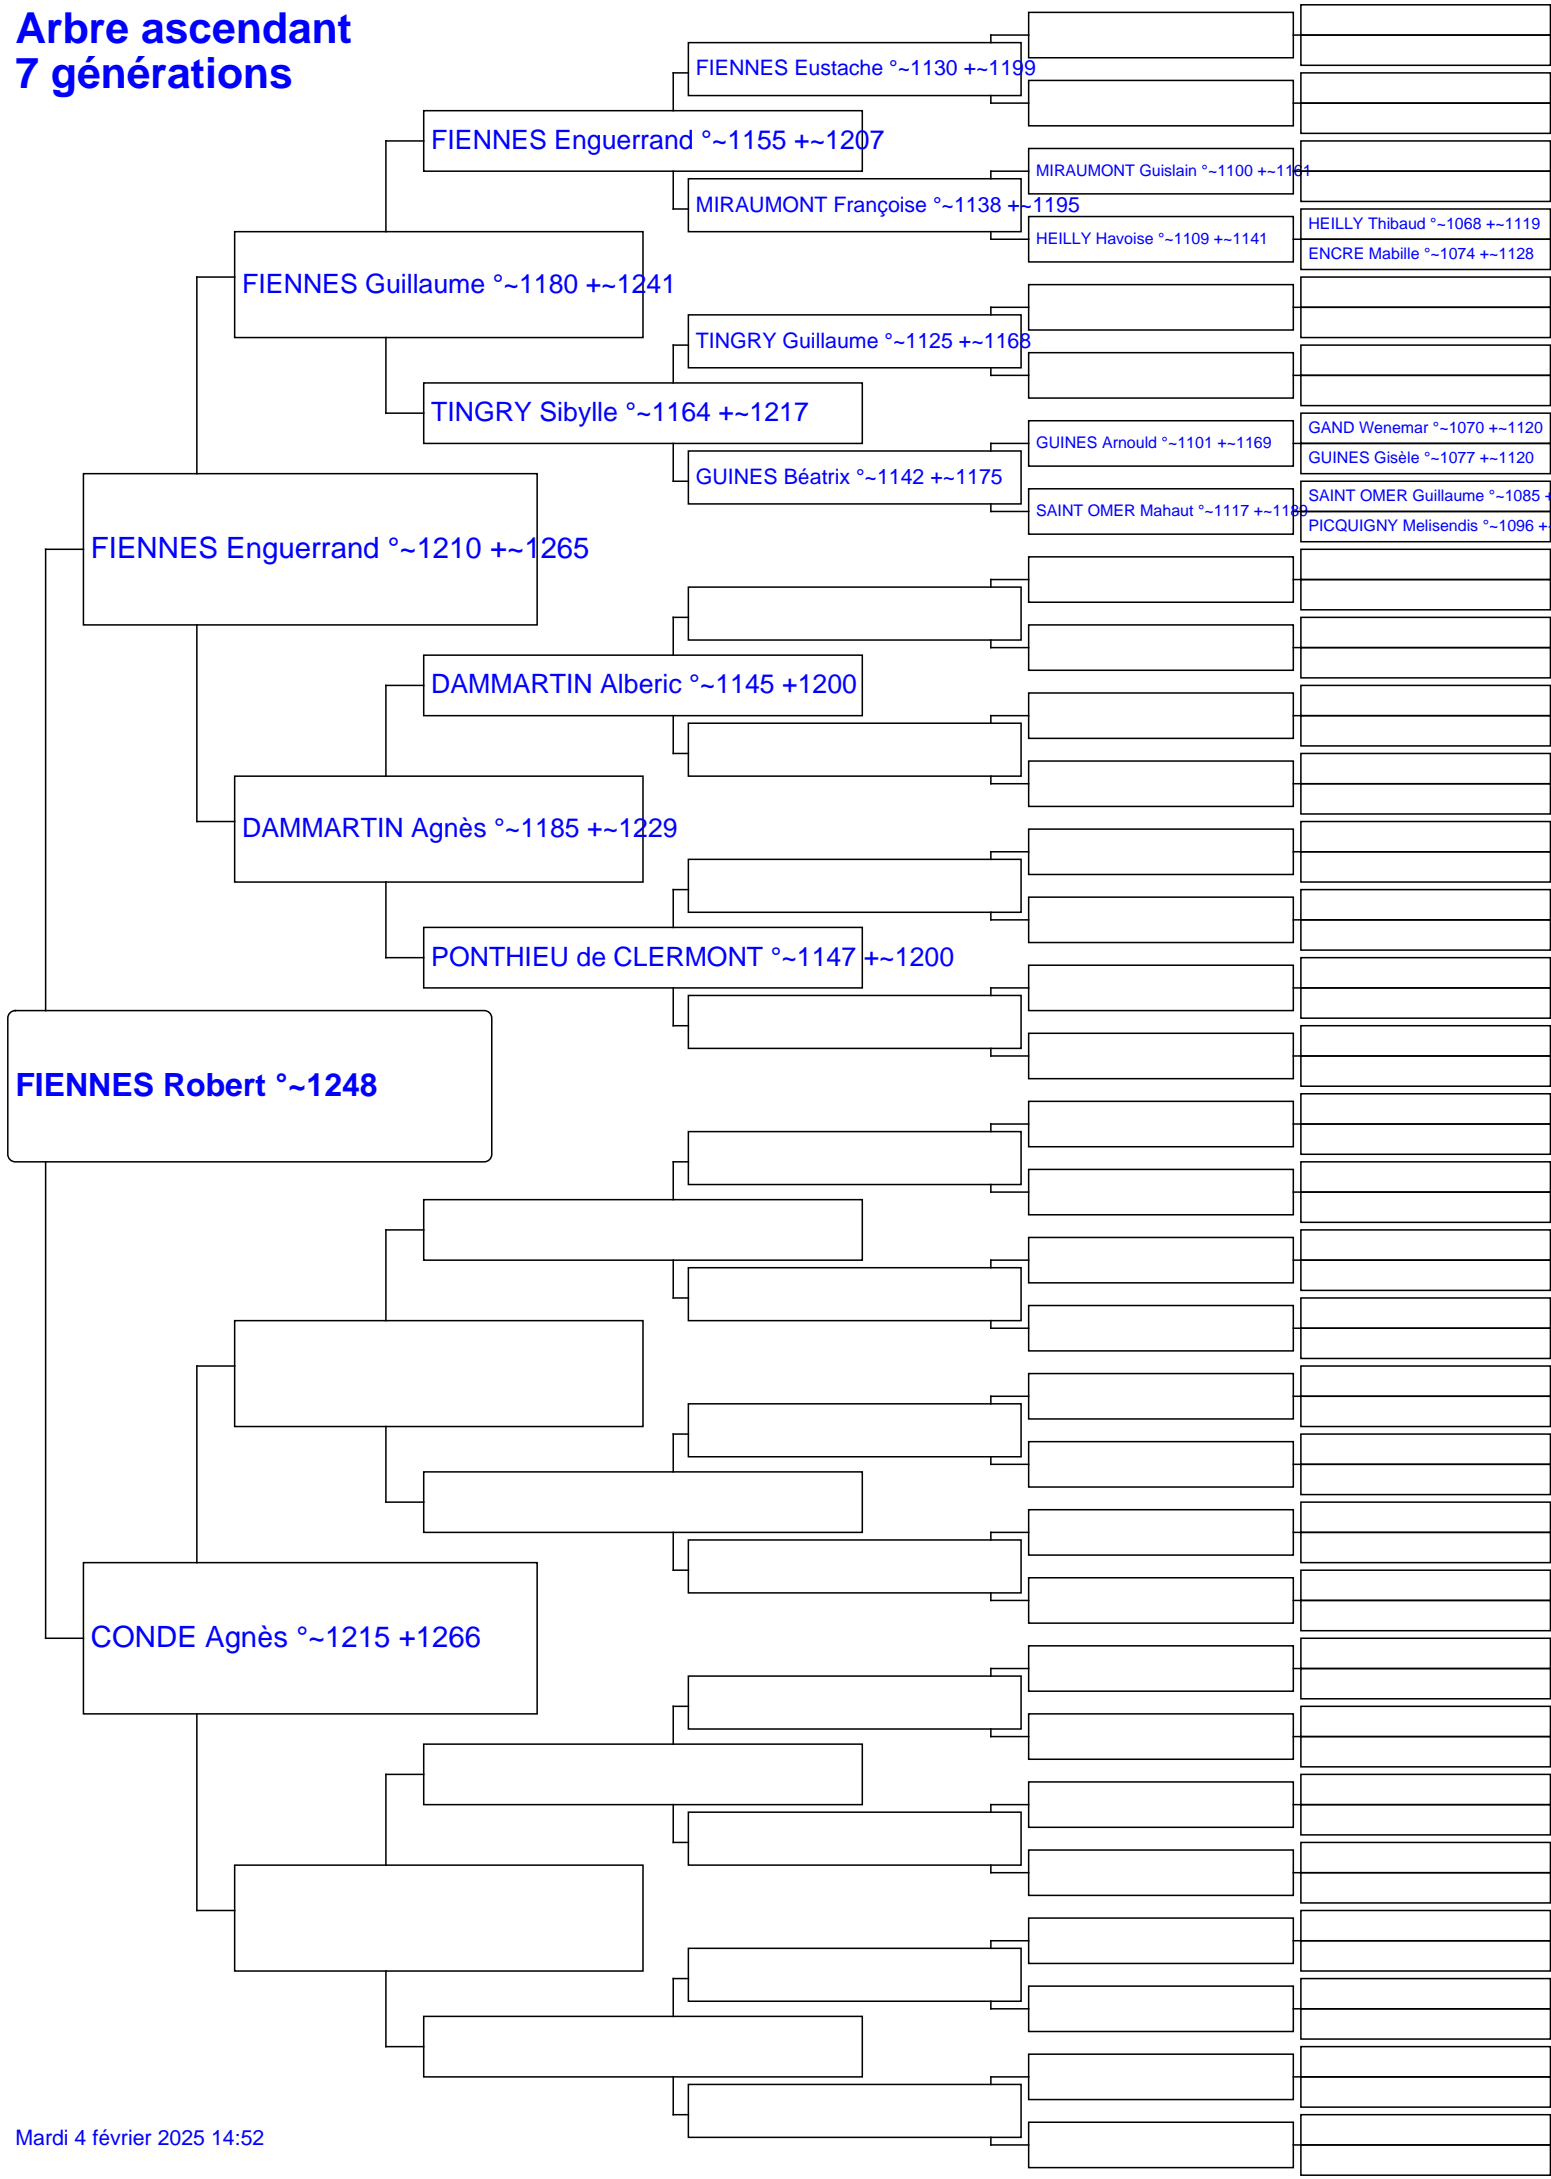 Arbre ascendant
7 générations
FIENNES Eustache °~1130 +~1199
FIENNES Enguerrand °~1155 +~1207
MIRAUMONT Guislain °~1100 +~1161
MIRAUMONT Françoise °~1138 +~1195
HEILLY Thibaud °~1068 +~1119
HEILLY Havoise °~1109 +~1141
ENCRE Mabille °~1074 +~1128
FIENNES Guillaume °~1180 +~1241
TINGRY Guillaume °~1125 +~1168
TINGRY Sibylle °~1164 +~1217
GAND Wenemar °~1070 +~1120
GUINES Arnould °~1101 +~1169
GUINES Gisèle °~1077 +~1120
GUINES Béatrix °~1142 +~1175
SAINT OMER Guillaume °~1085 +
SAINT OMER Mahaut °~1117 +~1189
PICQUIGNY Melisendis °~1096 +
FIENNES Enguerrand °~1210 +~1265
DAMMARTIN Alberic °~1145 +1200
DAMMARTIN Agnès °~1185 +~1229
PONTHIEU de CLERMONT °~1147 +~1200
FIENNES Robert °~1248
CONDE Agnès °~1215 +1266
Mardi 4 février 2025 14:52